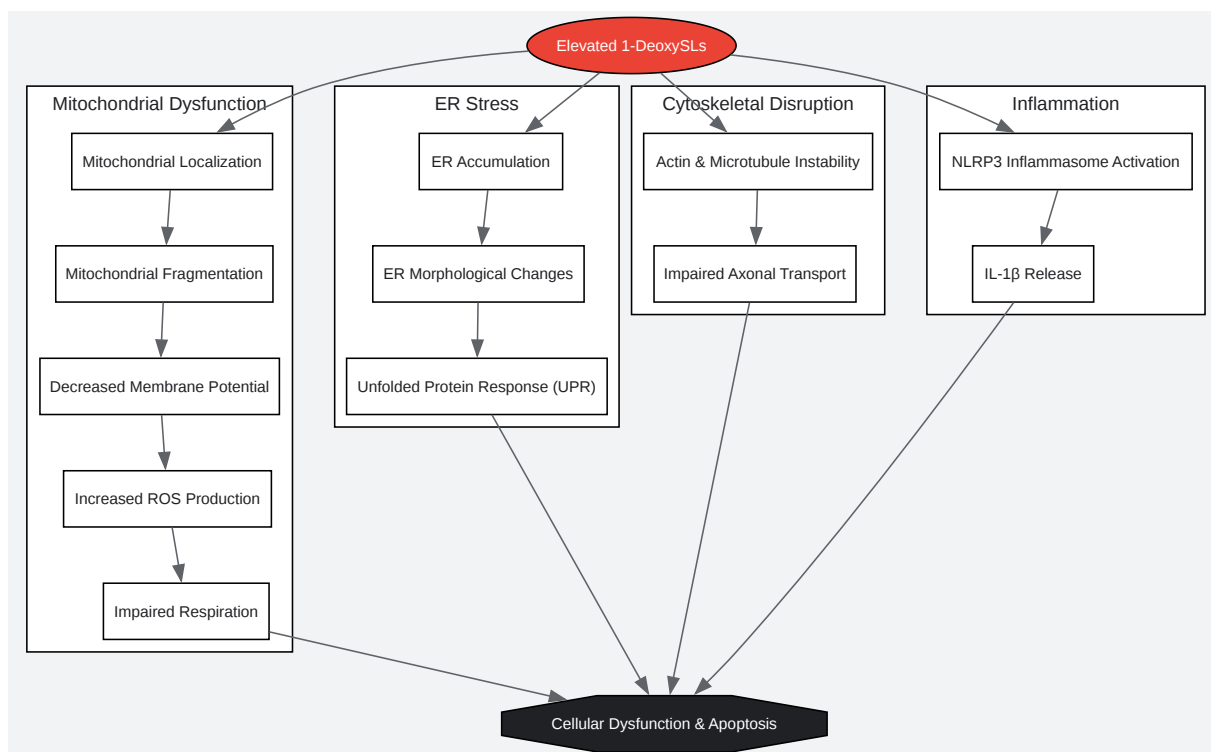 Elevated 1-DeoxySLs
Mitochondrial Dysfunction
Mitochondrial Localization
Mitochondrial Fragmentation
Decreased Membrane Potential
Increased ROS Production
Impaired Respiration
ER Stress
ER Accumulation
ER Morphological Changes
Unfolded Protein Response (UPR)
Cytoskeletal Disruption
Actin & Microtubule Instability
Impaired Axonal Transport
Inflammation
NLRP3 Inflammasome Activation
IL-1β Release
Cellular Dysfunction & Apoptosis